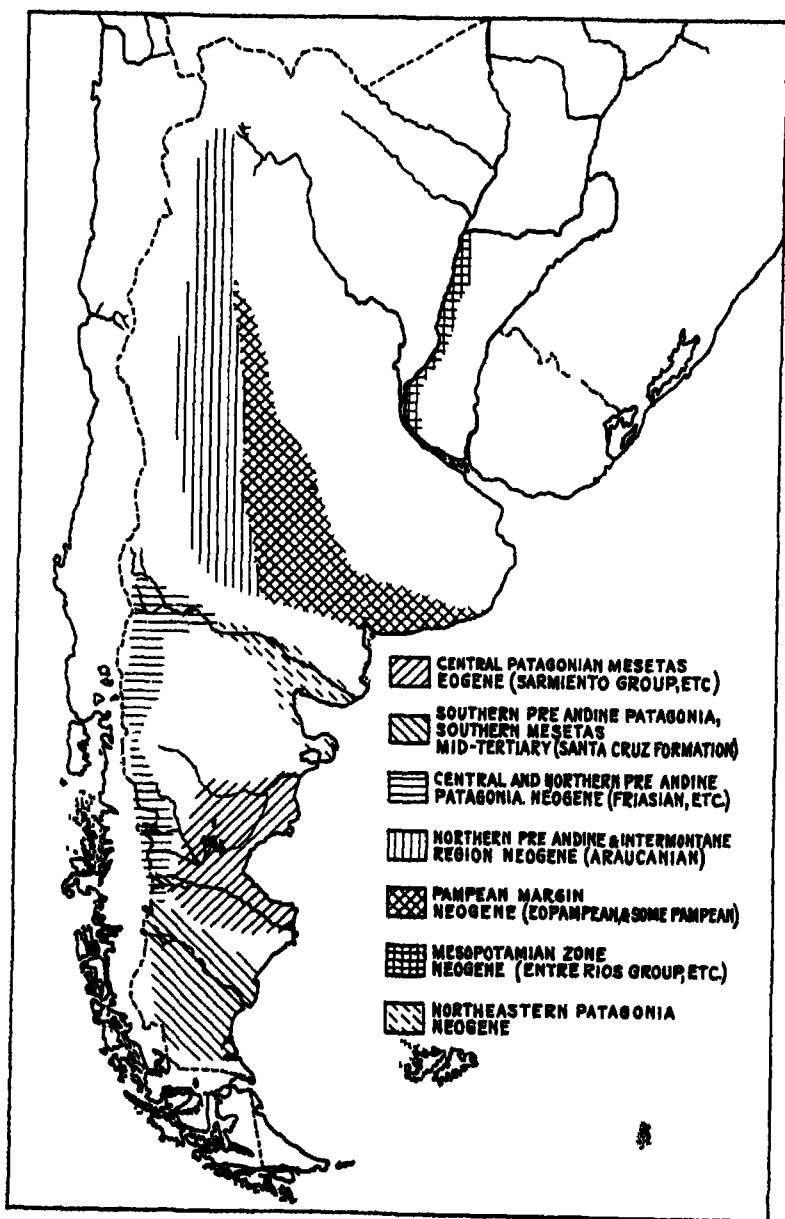 CENTRAL PATAGONIAN MESETAS
EOGENE (SARMIENTO GROUP, ETC)
SOUTHERN PRE ANDINE PATAGONIA,
SOUTHERN MESETAS
MID-TERTIARY (SANTA CRUZ FORMATION)
CENTRAL AND NORTHERN PRE ANDINE
PATAGONIA. NEOGENE (FRIASIAN, ETC.)
NORTHERN PRE ANDINE & INTERMONTANE
REGION NEOGENE (ARAUCANIAN)
PAMPEAN MARGIN
NEOGENE (EOPAMPEAN, & SOME PAMPEAN)
MESOPOTAMIAN ZONE
NEOGENE (ENTRE RIOS GROUP, ETC.)
NORTHEASTERN PATAGONIA
NEOGENE